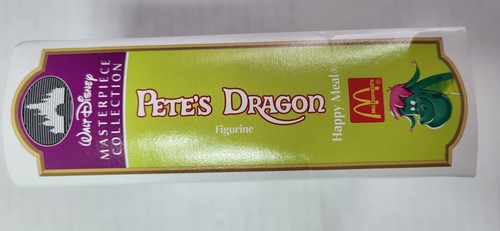 Walt Disney
MASTERPIECE
COLLECTION
PETE'S DRAGON
Figurine
Happy Meal®
McDonald's